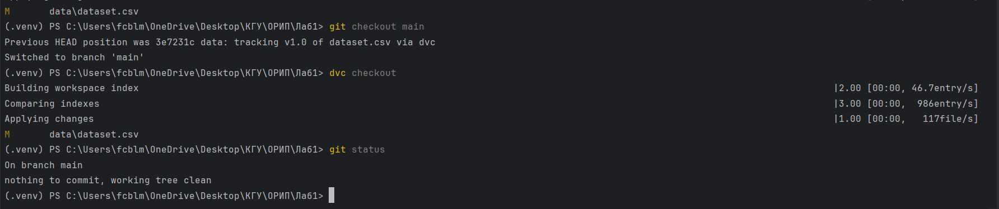 M       data\dataset.csv
(.venv) PS C:\Users\fcblm\OneDrive\Desktop\КГУ\ОРИП\Лаб1> git checkout main
Previous HEAD position was 3e7231c data: tracking v1.0 of dataset.csv via dvc
Switched to branch 'main'
(.venv) PS C:\Users\fcblm\OneDrive\Desktop\КГУ\ОРИП\Лаб1> dvc checkout
Building workspace index |2.00 [00:00, 46.7entry/s]
Comparing indexes |3.00 [00:00,  986entry/s]
Applying changes |1.00 [00:00,   117file/s]
M       data\dataset.csv
(.venv) PS C:\Users\fcblm\OneDrive\Desktop\КГУ\ОРИП\Лаб1> git status
On branch main
nothing to commit, working tree clean
(.venv) PS C:\Users\fcblm\OneDrive\Desktop\КГУ\ОРИП\Лаб1>